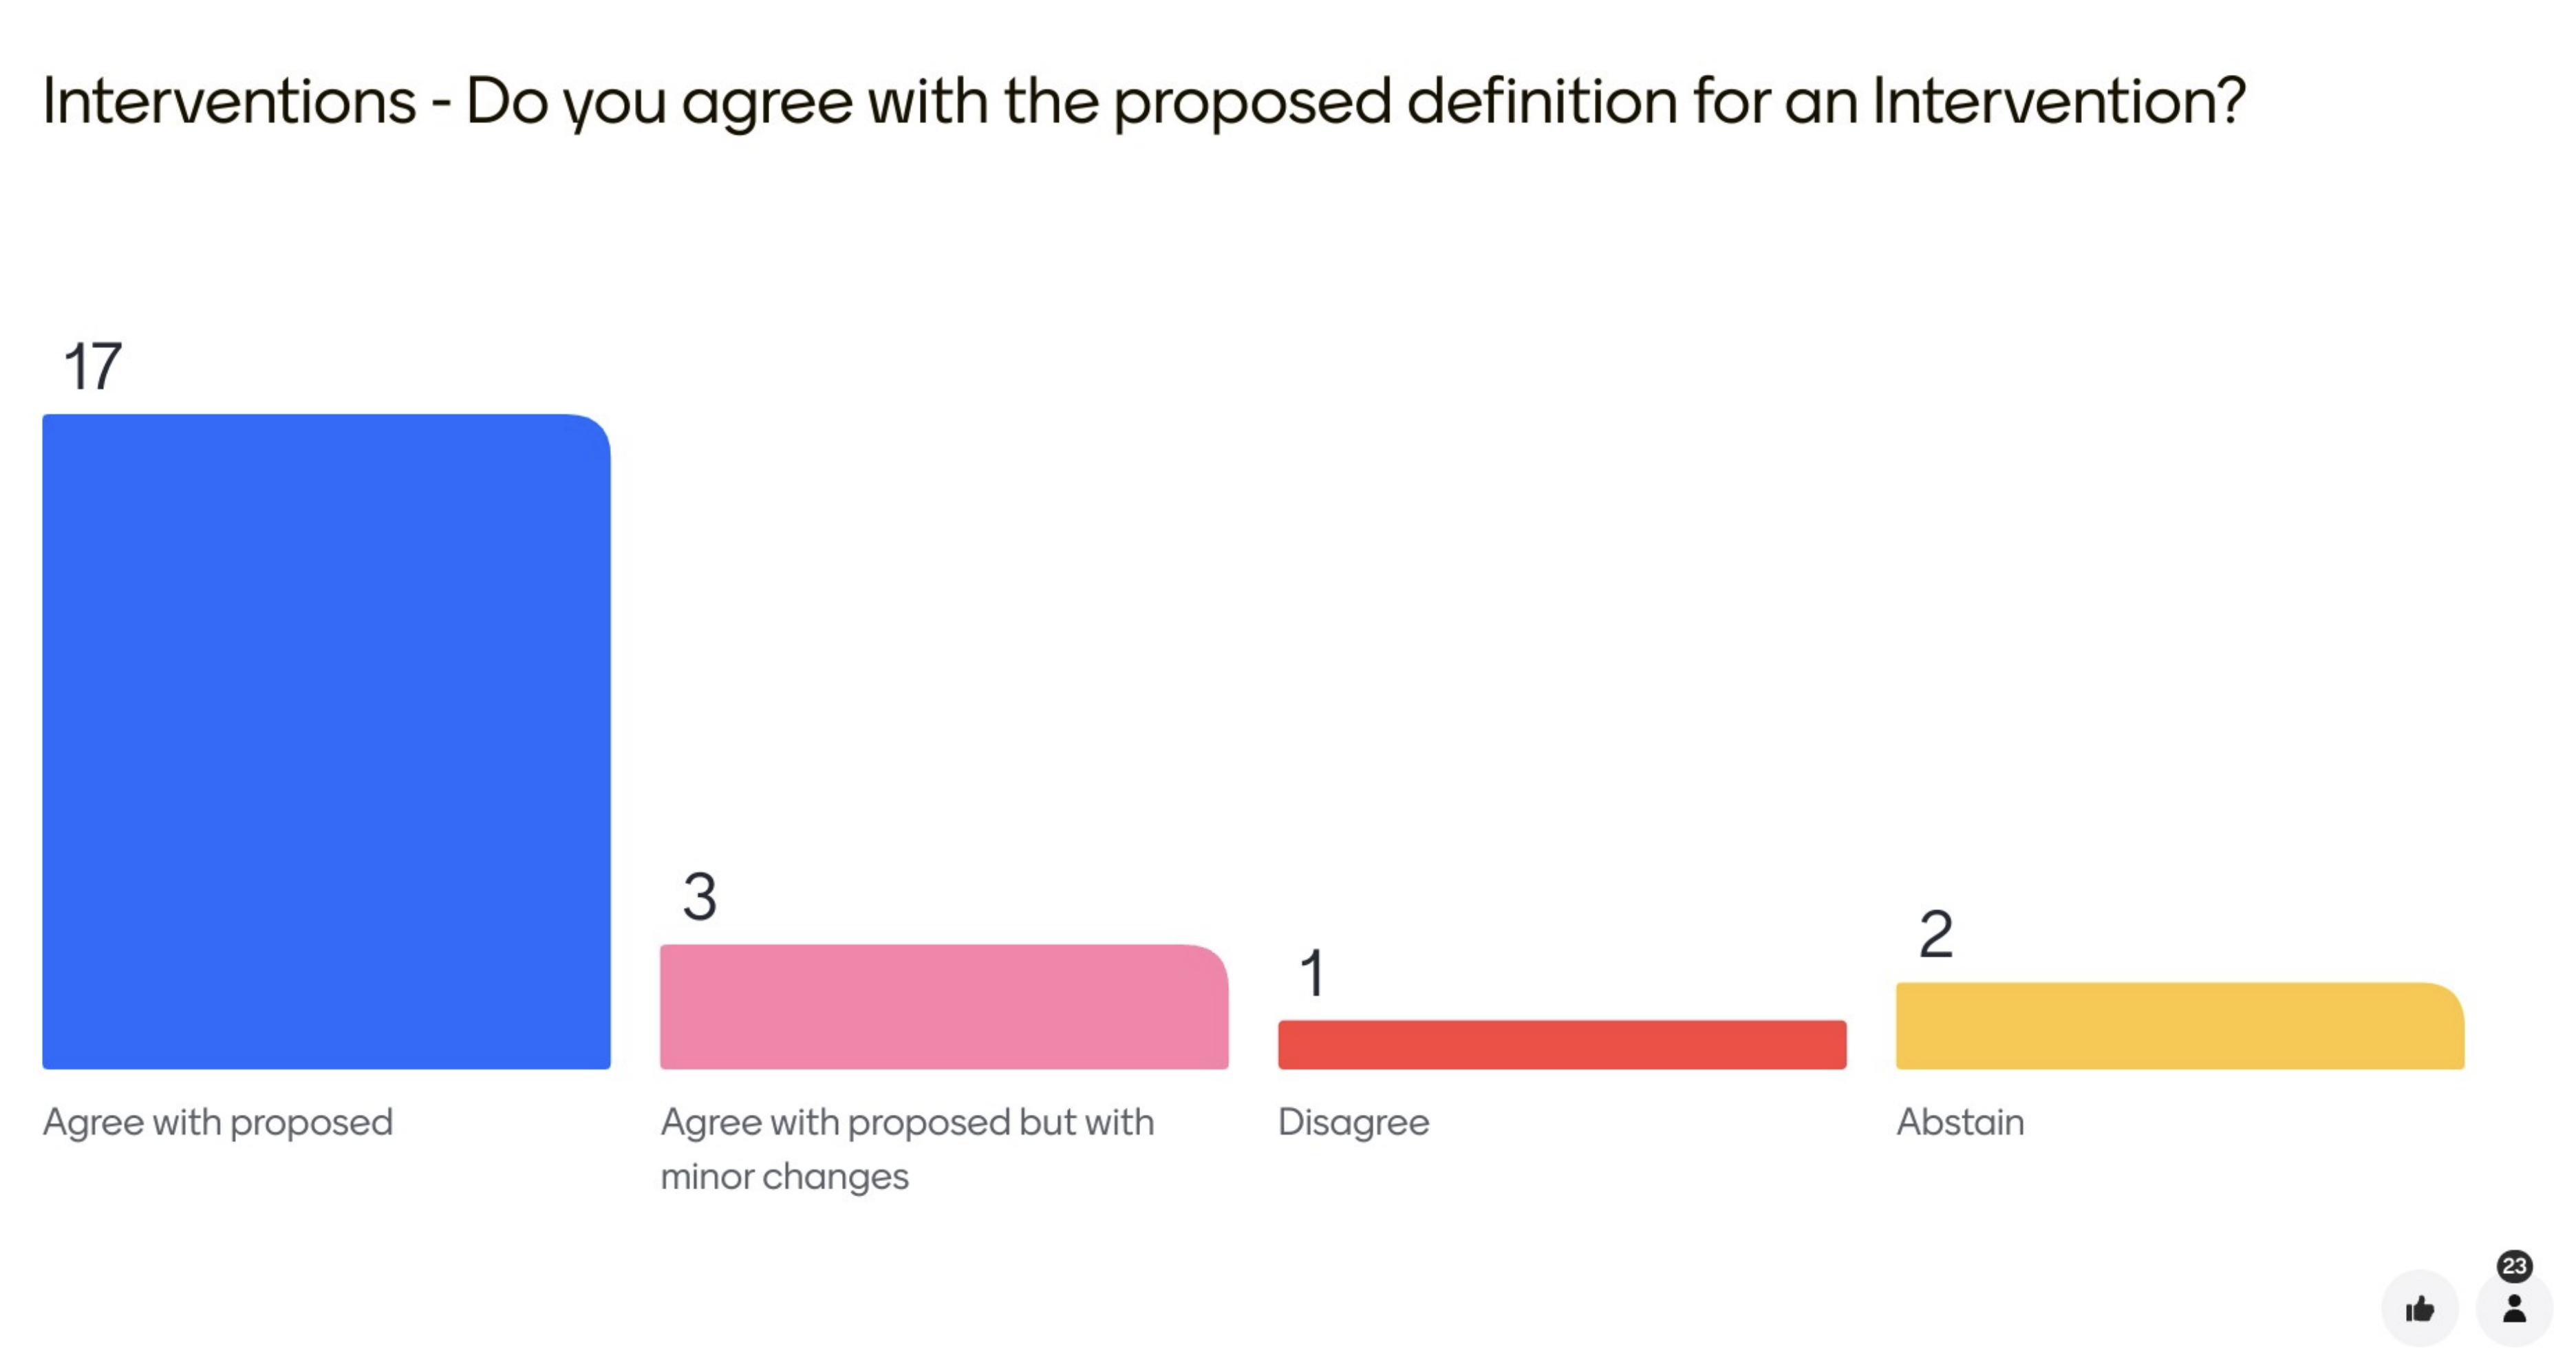 Interventions - Do you agree with the proposed definition for an Intervention?
17
3
1
2
Agree with proposed
Agree with proposed but with
minor changes
Disagree
Abstain
23